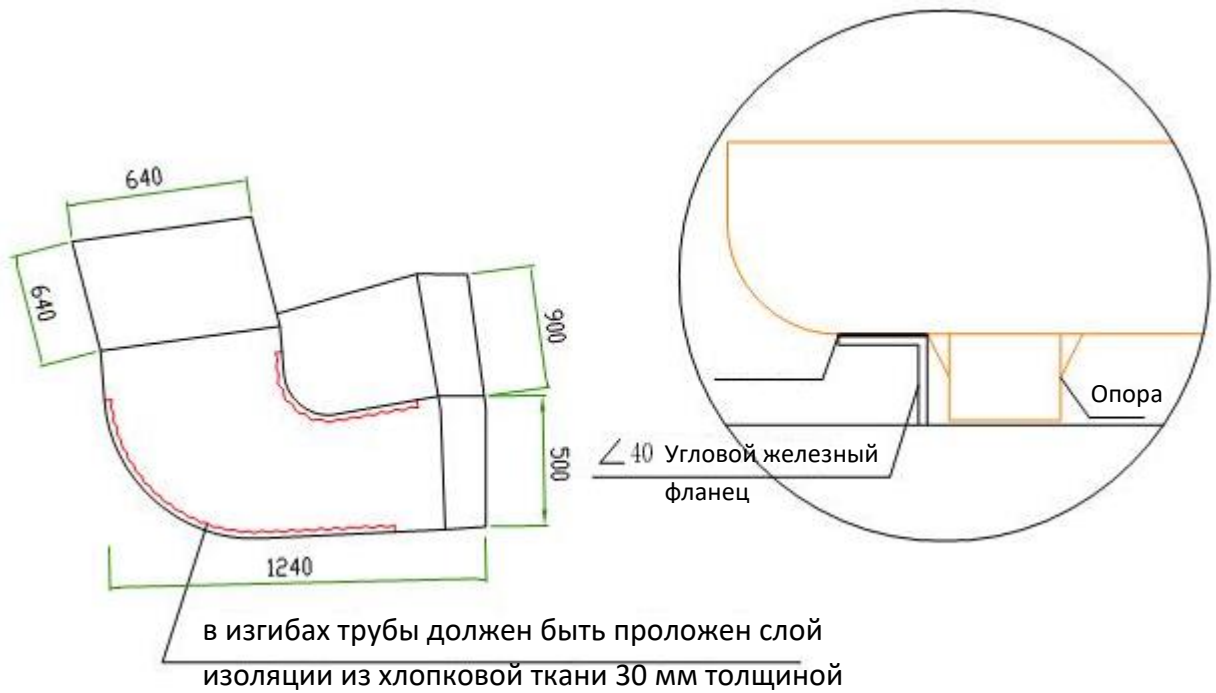 640
640
900
500
1240
Опора
∠40 Угловой железный
фланец
в изгибах трубы должен быть проложен слой
изоляции из хлопковой ткани 30 мм толщиной